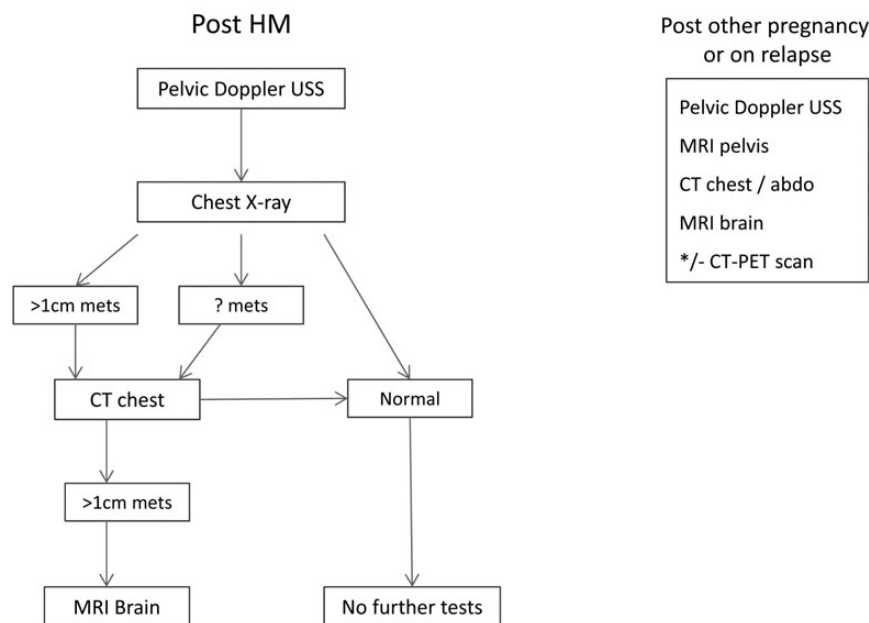 Post HM
Pelvic Doppler USS
Chest X-ray
>1cm mets
? mets
CT chest
Normal
>1cm mets
MRI Brain
No further tests
Post other pregnancy
or on relapse
Pelvic Doppler USS
MRI pelvis
CT chest / abdo
MRI brain
*/- CT-PET scan